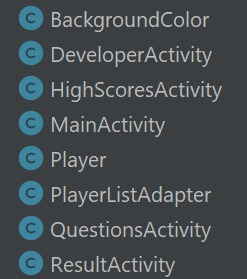 C BackgroundColor
C DeveloperActivity
C HighScoresActivity
C MainActivity
C Player
C PlayerListAdapter
C QuestionsActivity
C ResultActivity